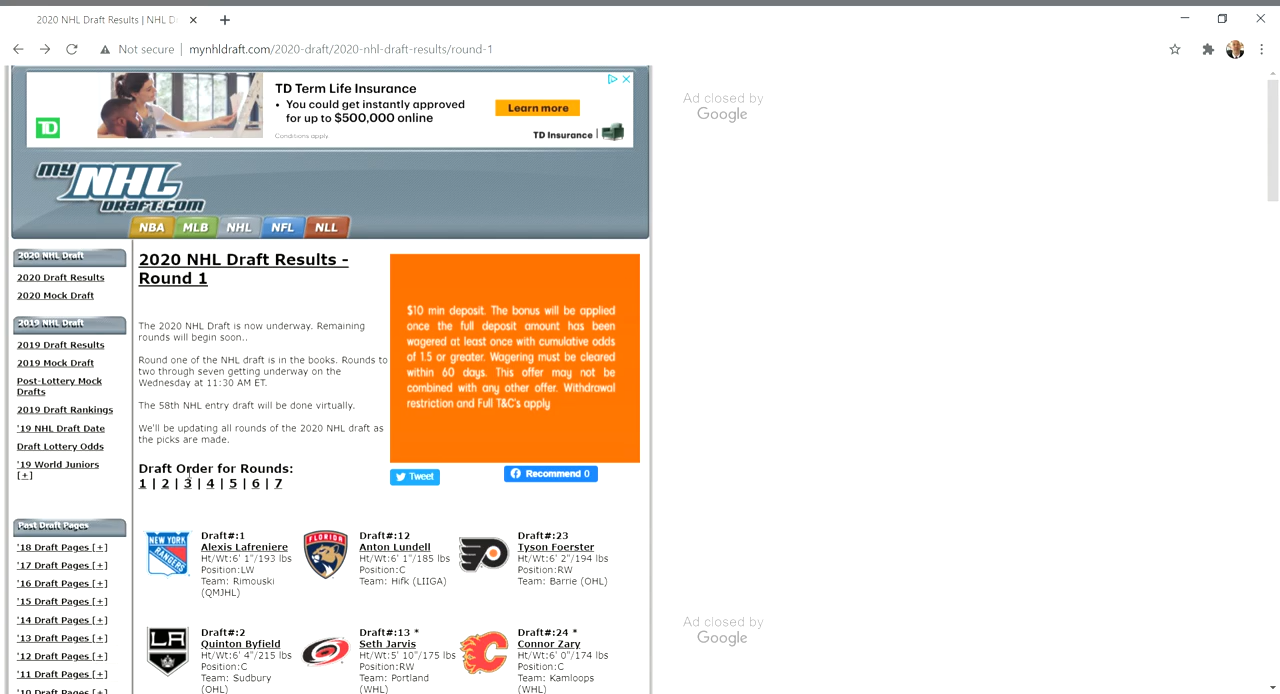 2020 NHL Draft Results | NHL D
Not secure | mynhldraft.com/2020-draft/2020-nhl-draft-results/round-1
TD Term Life Insurance
• You could get instantly approved
for up to $500,000 online
Conditions apply
Learn more
TD
TD Insurance
Ad closed by
Google
MY
NHL
DRAFT.COM
NBA
MLB
NHL
NFL
NLL
2020 NHL Draft
2020 Draft Results
2020 Mock Draft
2019 NHL Draft
2019 Draft Results
2019 Mock Draft
Post-Lottery Mock
Drafts
2019 Draft Rankings
'19 NHL Draft Date
Draft Lottery Odds
'19 World Juniors
[+]
Past Draft Pages
'18 Draft Pages [+]
'17 Draft Pages [+]
'16 Draft Pages [+]
'15 Draft Pages [+]
'14 Draft Pages [+]
'13 Draft Pages [+]
'12 Draft Pages [+]
'11 Draft Pages [+]
'10 Draft Pages [+]
2020 NHL Draft Results -
Round 1
The 2020 NHL Draft is now underway. Remaining
rounds will begin soon..
Round one of the NHL draft is in the books. Rounds to
two through seven getting underway on the
Wednesday at 11:30 AM ET.
The 58th NHL entry draft will be done virtually.
We'll be updating all rounds of the 2020 NHL draft as
the picks are made.
Draft Order for Rounds:
1 | 2 | 3 | 4 | 5 | 6 | 7
$10 min deposit. The bonus will be applied
once the full deposit amount has been
wagered at least once with cumulative odds
of 1.5 or greater. Wagering must be cleared
within 60 days. This offer may not be
combined with any other offer. Withdrawal
restriction and Full T&C's apply
Tweet
Recommend 0
NEW YORK
RANGERS
Draft#:1
Alexis Lafreniere
Ht/Wt:6' 1"/193 lbs
Position:LW
Team: Rimouski
(QMJHL)
FLORIDA
Draft#:12
Anton Lundell
Ht/Wt:6' 1"/185 lbs
Position:C
Team: Hifk (LIIGA)
Draft#:23
Tyson Foerster
Ht/Wt:6' 2"/194 lbs
Position:RW
Team: Barrie (OHL)
LA
Draft#:2
Quinton Byfield
Ht/Wt:6' 4"/215 lbs
Position:C
Team: Sudbury
(OHL)
Draft#:13 *
Seth Jarvis
Ht/Wt:5' 10"/175 lbs
Position:RW
Team: Portland
(WHL)
Draft#:24 *
Connor Zary
Ht/Wt:6' 0"/174 lbs
Position:C
Team: Kamloops
(WHL)
Ad closed by
Google